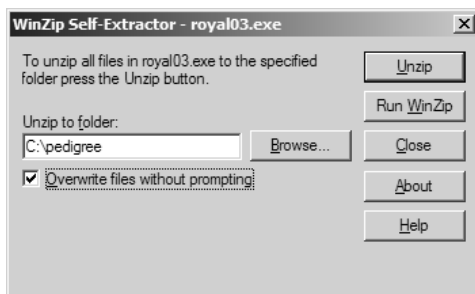 WinZip Self-Extractor - royal03.exe
To unzip all files in royal03.exe to the specified
folder press the Unzip button.
Unzip to folder:
C:\pedigree
Browse...
Overwrite files without prompting
Unzip
Run WinZip
Close
About
Help